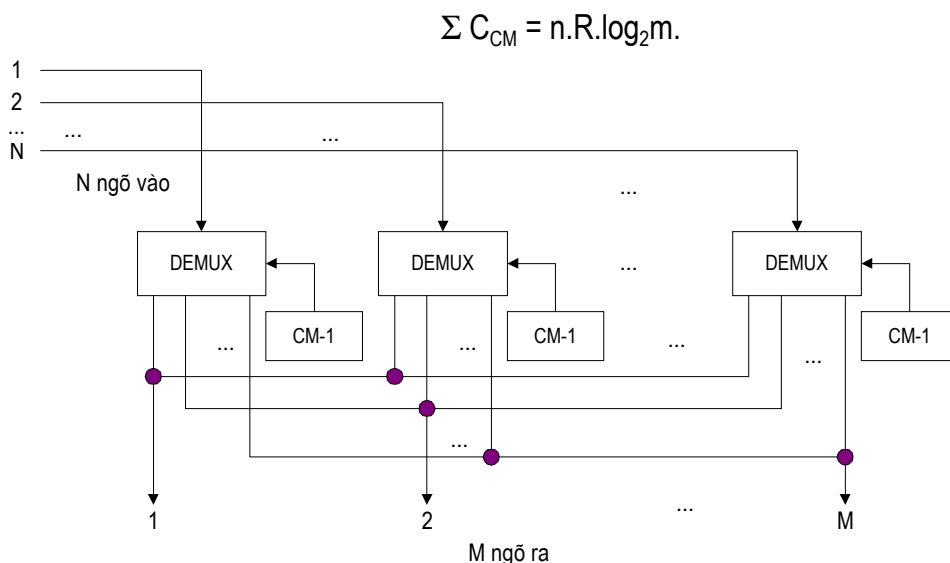 Σ C_CM = n.R.log₂m.
1
2
...
...
...
N
N ngõ vào
...
DEMUX
DEMUX
...
DEMUX
CM-1
CM-1
CM-1
...
...
...
...
...
1
2
...
M
M ngõ ra